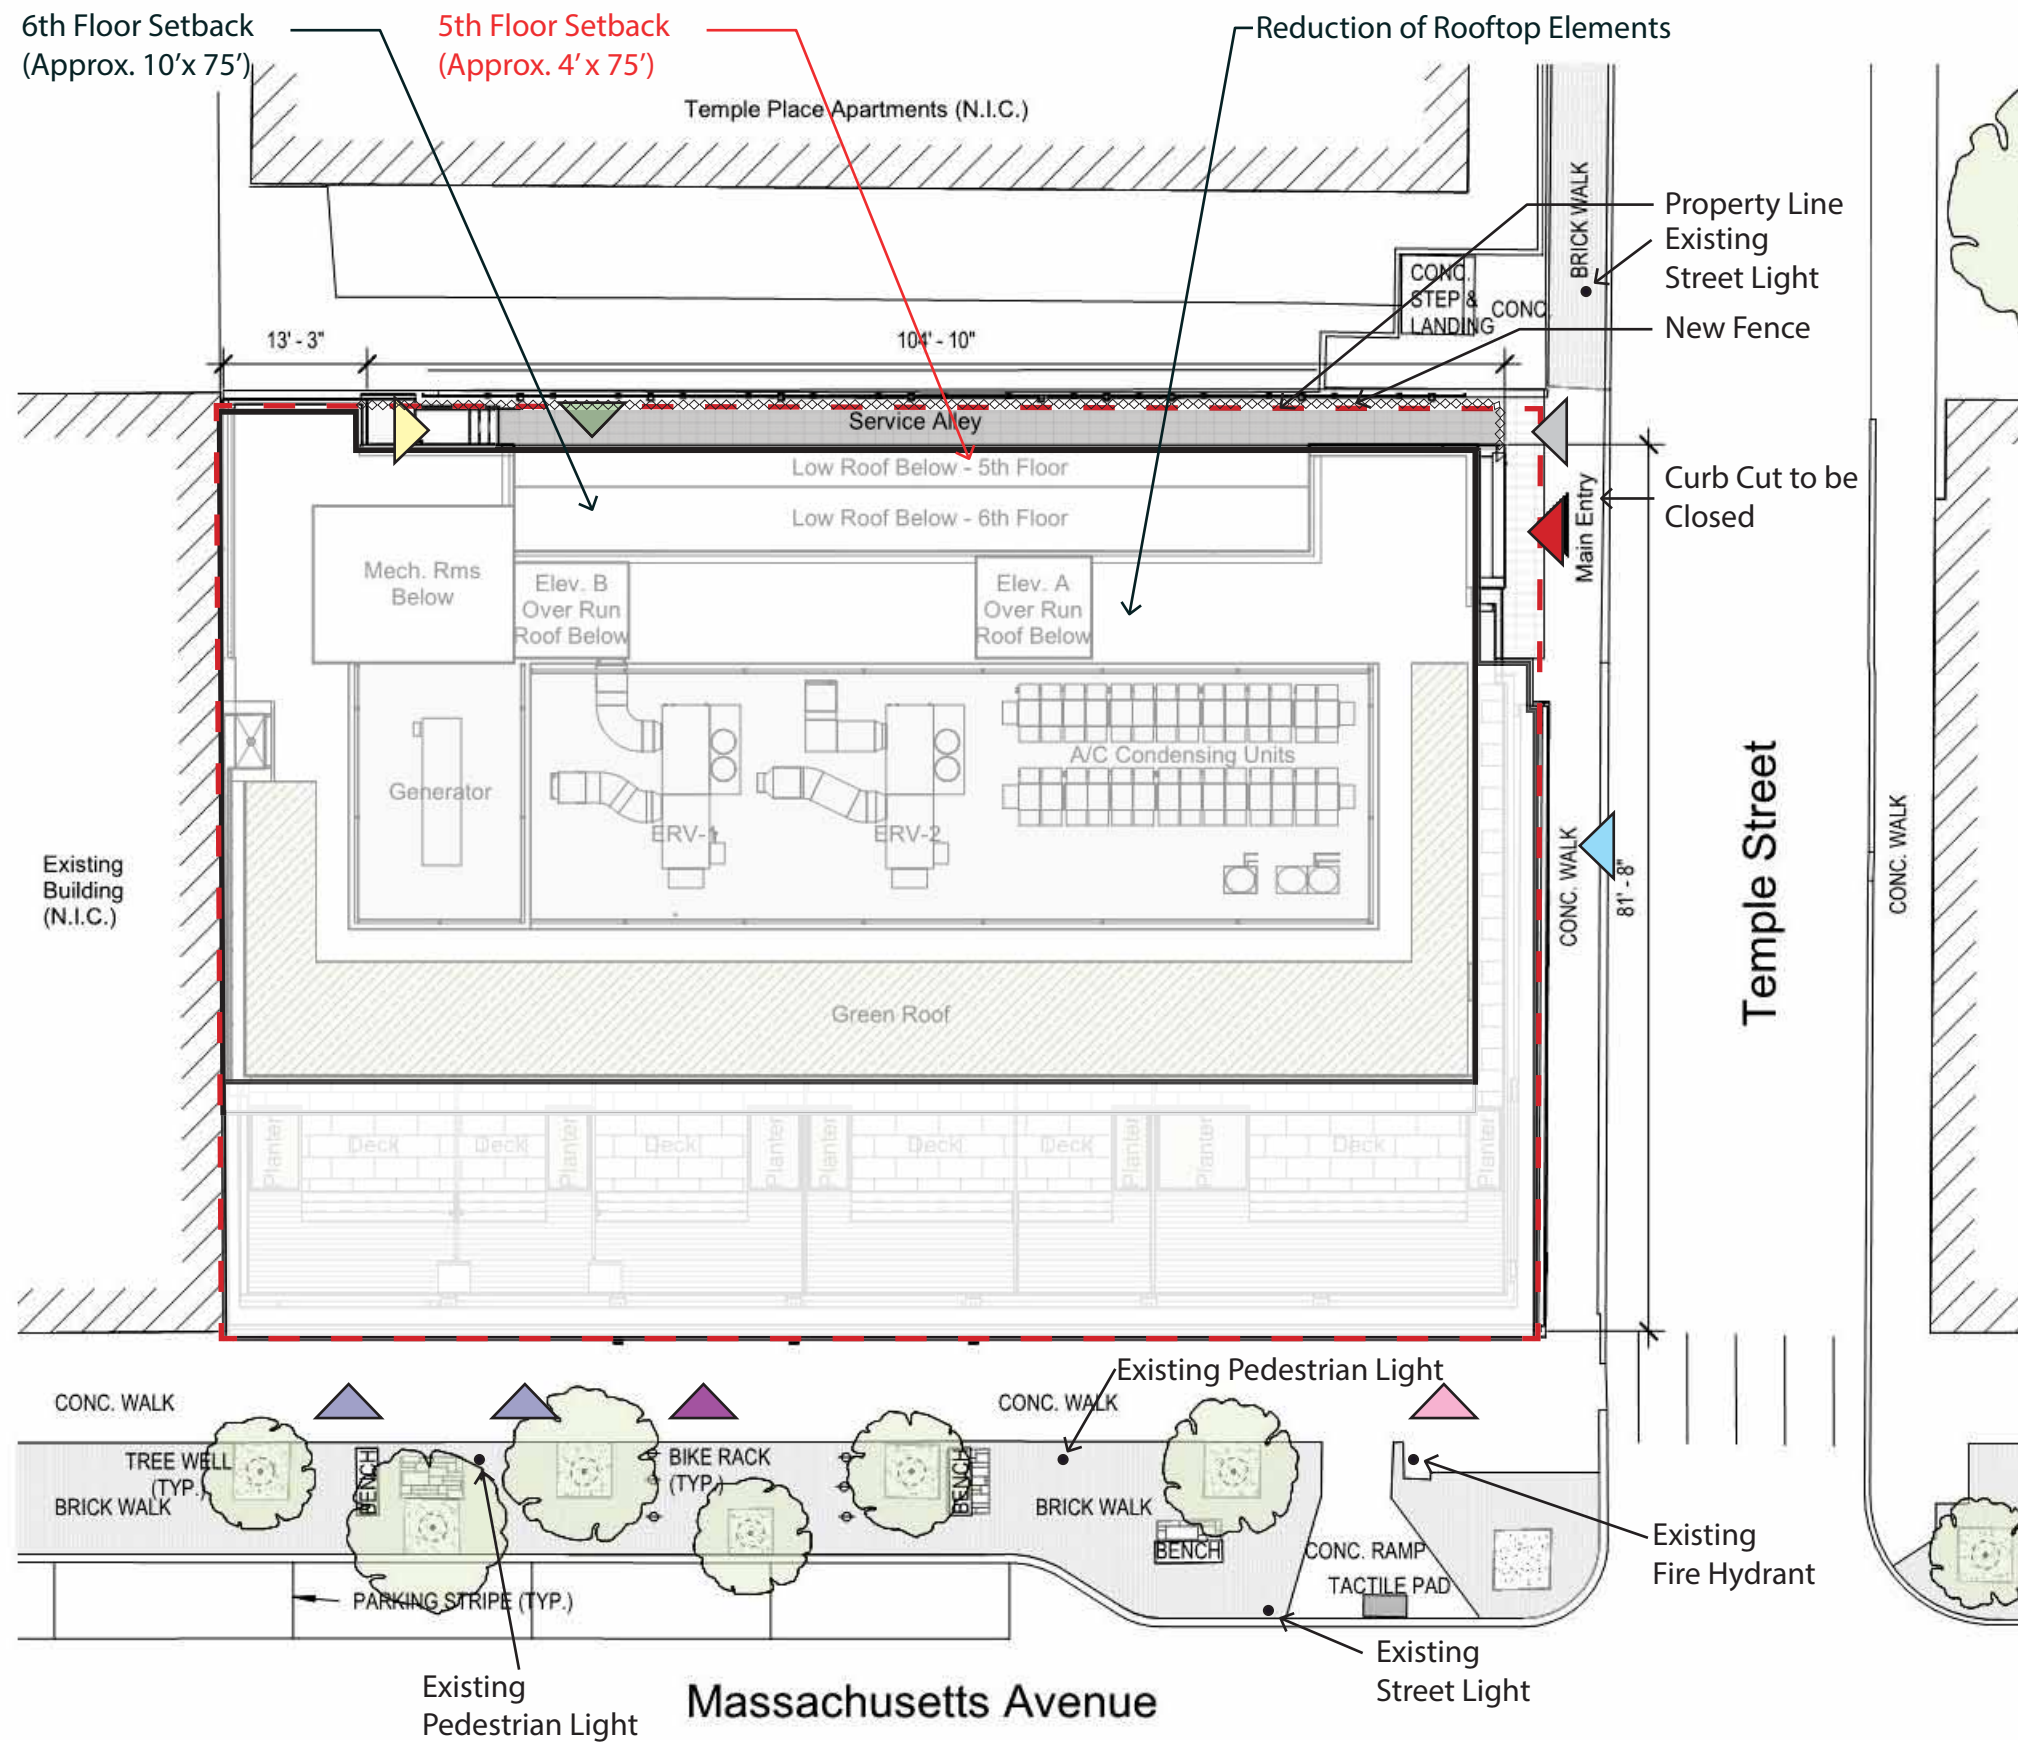 6th Floor Setback
(Approx. 10'x 75')
5th Floor Setback
(Approx. 4' x 75')
Reduction of Rooftop Elements
Temple Place Apartments (N.I.C.)
BRICK WALK
Property Line
Existing
Street Light
New Fence
CONC.
STEP &
LANDING
CONC.
13' - 3"
104' - 10"
Service Alley
Low Roof Below - 5th Floor
Low Roof Below - 6th Floor
Main Entry
Curb Cut to be
Closed
Mech. Rms
Below
Elev. B
Over Run
Roof Below
Elev. A
Over Run
Roof Below
Generator
ERV-1
ERV-2
A/C Condensing Units
Existing
Building
(N.I.C.)
CONC. WALK
81' - 8"
Temple Street
CONC. WALK
Green Roof
Planter
Deck
Deck
Planter
Deck
Planter
Planter
Deck
Deck
Planter
Planter
Deck
Planter
Existing Pedestrian Light
CONC. WALK
CONC. WALK
TREE WELL
(TYP.)
BRICK WALK
BENCH
BIKE RACK
(TYP.)
BENCH
BRICK WALK
BENCH
CONC. RAMP
TACTILE PAD
Existing
Fire Hydrant
PARKING STRIPE (TYP.)
Existing
Street Light
Existing
Pedestrian Light
Massachusetts Avenue